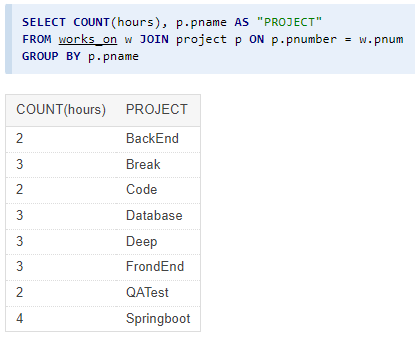 SELECT COUNT(hours), p.pname AS "PROJECT"
FROM works_on w JOIN project p ON p.pnumber = w.pnum
GROUP BY p.pname
COUNT(hours) PROJECT
2 BackEnd
3 Break
2 Code
3 Database
3 Deep
3 FrondEnd
2 QATest
4 Springboot